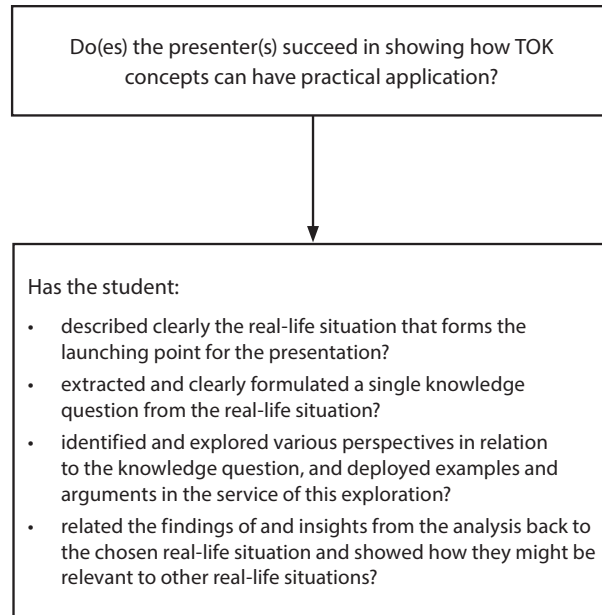 Do(es) the presenter(s) succeed in showing how TOK
concepts can have practical application?
Has the student:
• described clearly the real-life situation that forms the
launching point for the presentation?
• extracted and clearly formulated a single knowledge
question from the real-life situation?
• identified and explored various perspectives in relation
to the knowledge question, and deployed examples and
arguments in the service of this exploration?
• related the findings of and insights from the analysis back to
the chosen real-life situation and showed how they might be
relevant to other real-life situations?